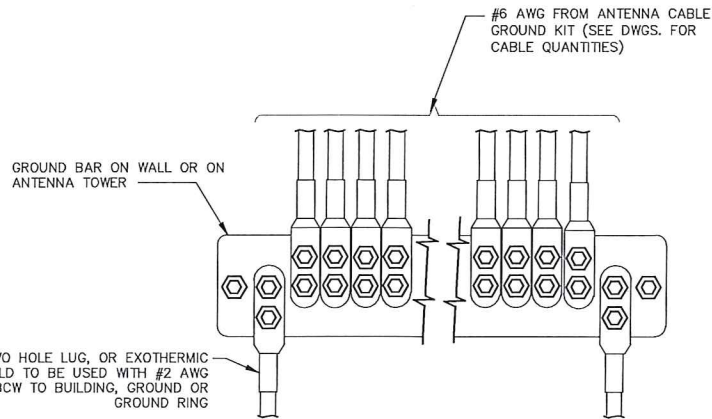 #6 AWG FROM ANTENNA CABLE
GROUND KIT (SEE DWGS. FOR
CABLE QUANTITIES)
GROUND BAR ON WALL OR ON
ANTENNA TOWER
HOLE LUG, OR EXOTHERMIC
TO BE USED WITH #2 AWG
TO BUILDING, GROUND OR
GROUND RING